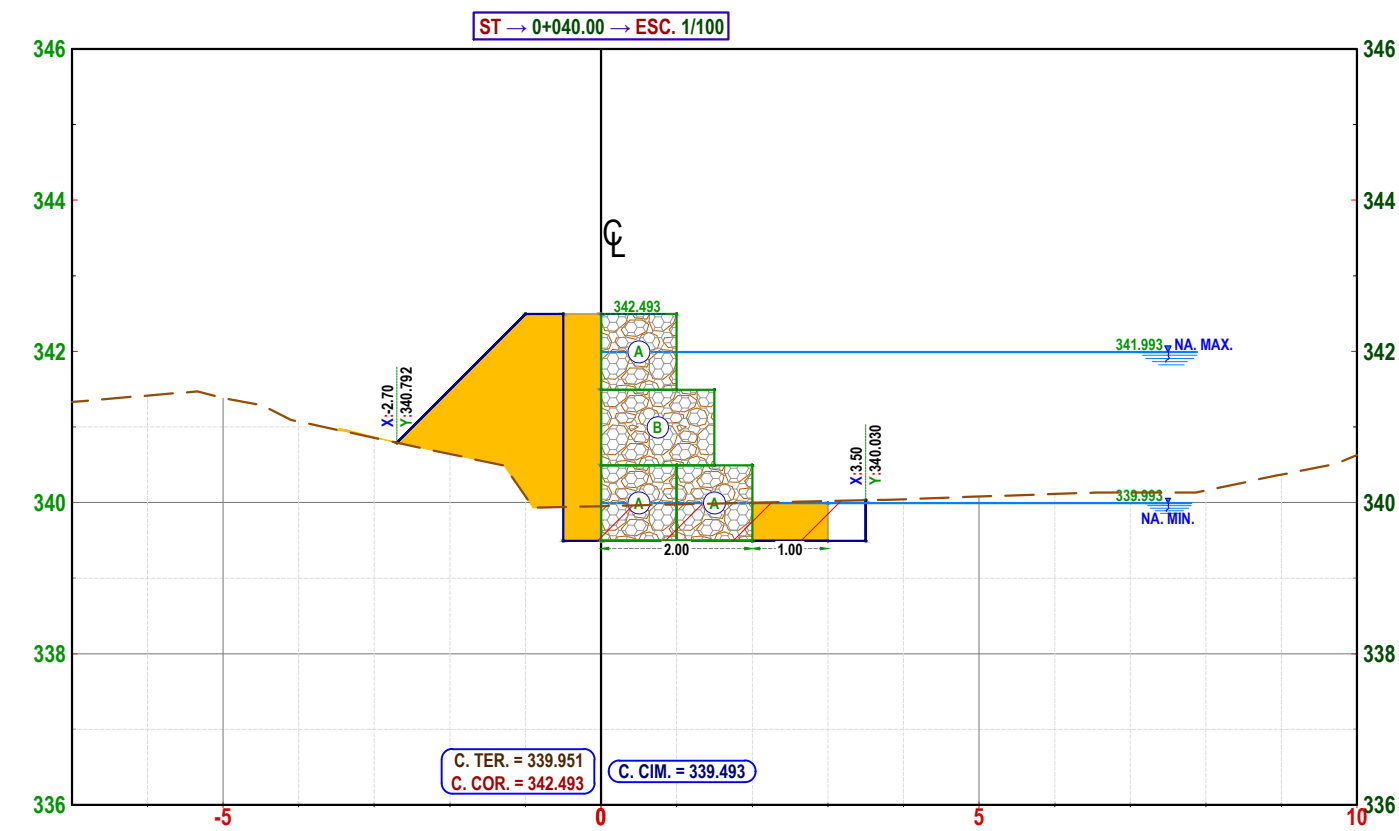 ST → 0+040.00 → ESC. 1/100
346
346
344
344
℄
342.493
A
342
341.993
NA. MAX.
342
X:-2.70
Y:340.792
B
X:3.50
Y:340.030
340
A
A
339.993
340
NA. MIN.
2.00
1.00
338
338
C. TER. = 339.951
C. COR. = 342.493
C. CIM. = 339.493
336
336
-5
0
5
10